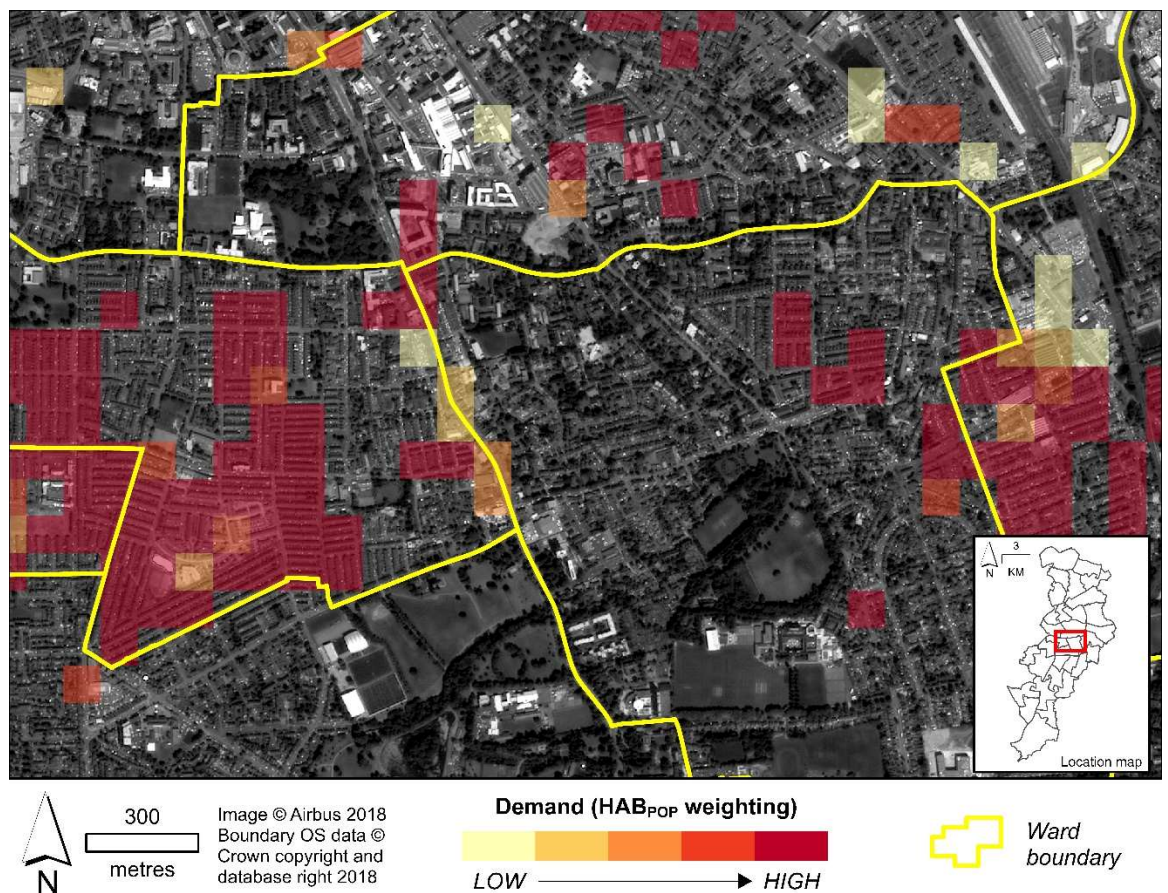 3
N
KM
Location map
300
metres
N
Image © Airbus 2018
Boundary OS data ©
Crown copyright and
database right 2018
Demand (HABPOP weighting)
LOW
HIGH
Ward
boundary